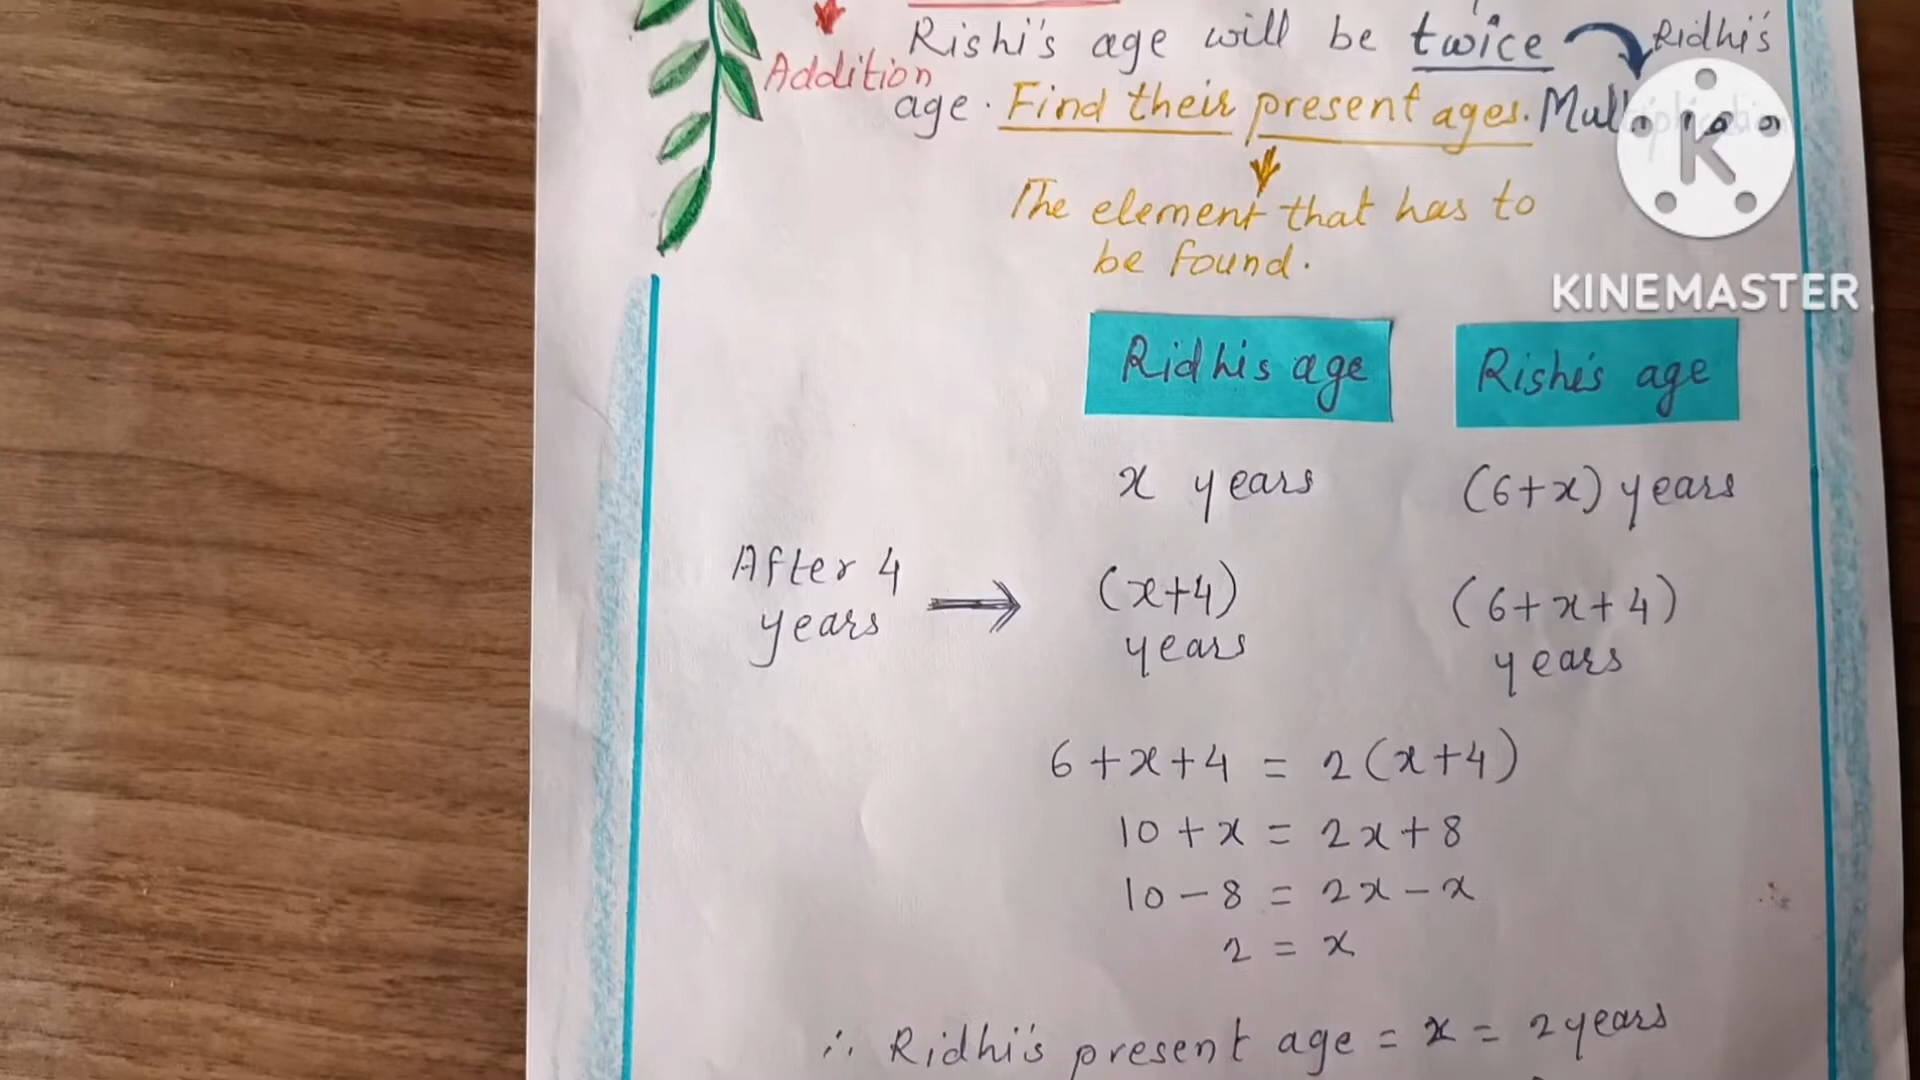 Rishi's age will be twice Ridhi's
Addition
age. Find their present ages.
The element that has to
be found.
KINEMASTER
Ridhis age Rishi's age
x years (6+x) years
After 4 years (x+4) years (6+x+4) years
6+x+4 = 2(x+4)
10+x = 2x+8
10-8 = 2x-x
2 = x
∴ Ridhi's present age = x = 2 years